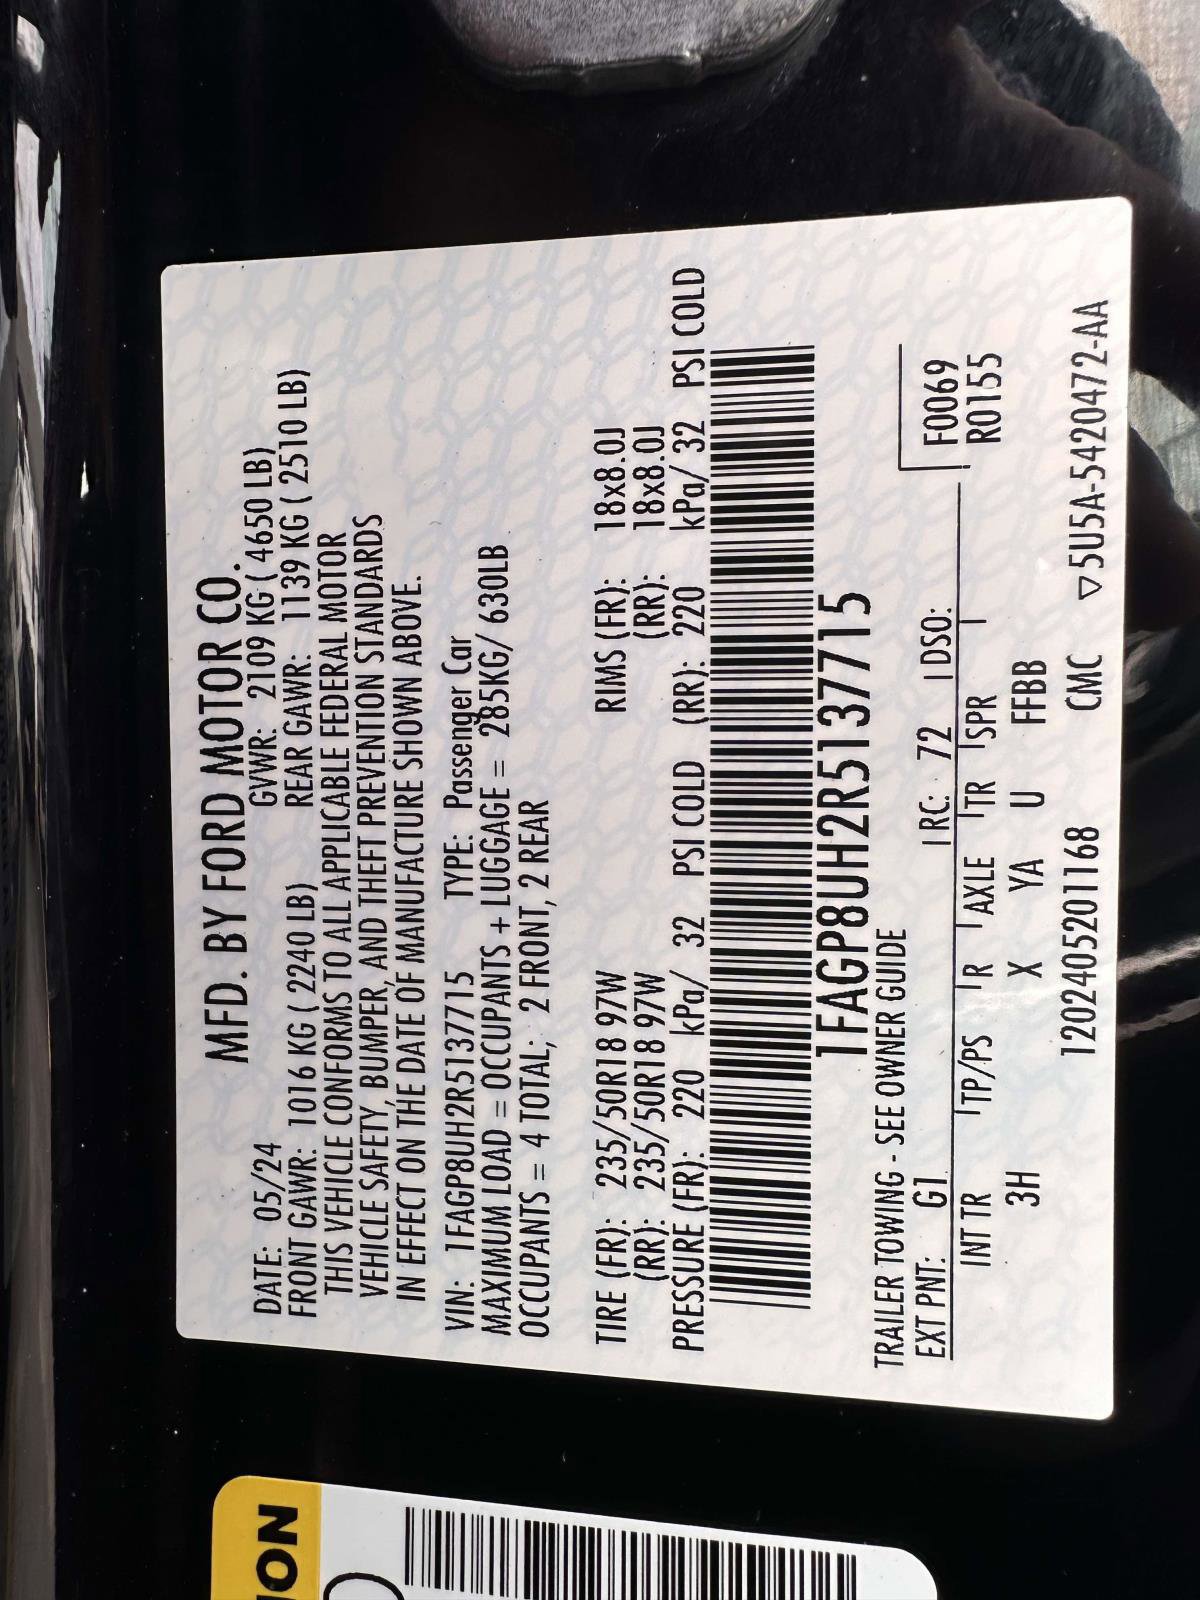 MFD. BY FORD MOTOR CO.
DATE: 05/24 GVWR: 2109 KG ( 4650 LB)
FRONT GAWR: 1016 KG ( 2240 LB) REAR GAWR: 1139 KG ( 2510 LB)
THIS VEHICLE CONFORMS TO ALL APPLICABLE FEDERAL MOTOR
VEHICLE SAFETY, BUMPER, AND THEFT PREVENTION STANDARDS
IN EFFECT ON THE DATE OF MANUFACTURE SHOWN ABOVE.
VIN: 1FAGP8UH2R5137715 TYPE: Passenger Car
MAXIMUM LOAD = OCCUPANTS + LUGGAGE = 285KG/ 630LB
OCCUPANTS = 4 TOTAL; 2 FRONT, 2 REAR
TIRE (FR): 235/50R18 97W RIMS (FR): 18x8.0J
(RR): 235/50R18 97W (RR): 18x8.0J
PRESSURE (FR): 220 kPa/ 32 PSI COLD (RR): 220 kPa/ 32 PSI COLD
1FAGP8UH2R5137715
TRAILER TOWING - SEE OWNER GUIDE
EXT PNT: G1 RC: 72 DSO: F0069
R0155
INT TR TP/PS R AXLE TR SPR
3H X YA U FFBB
1202405201168 CMC ▽5U5A-5420472-AA
ION